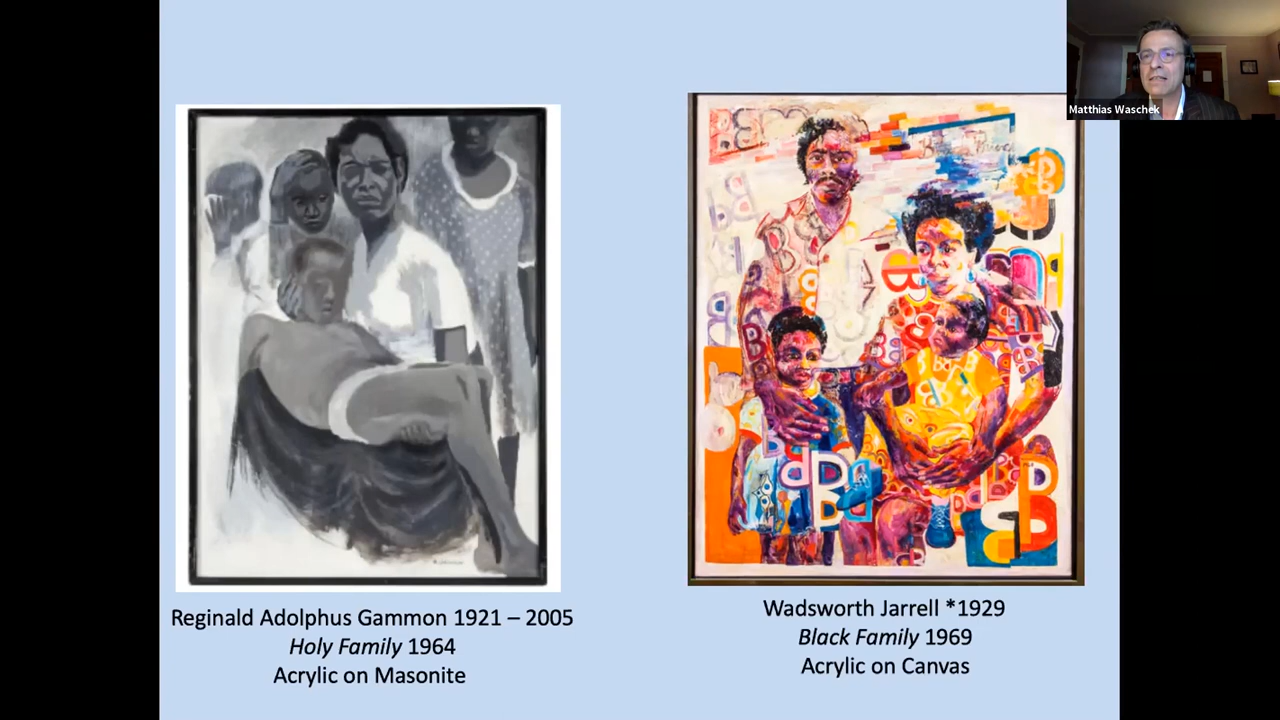 Matthias Waschek
Reginald Adolphus Gammon 1921 – 2005
Holy Family 1964
Acrylic on Masonite
Wadsworth Jarrell *1929
Black Family 1969
Acrylic on Canvas